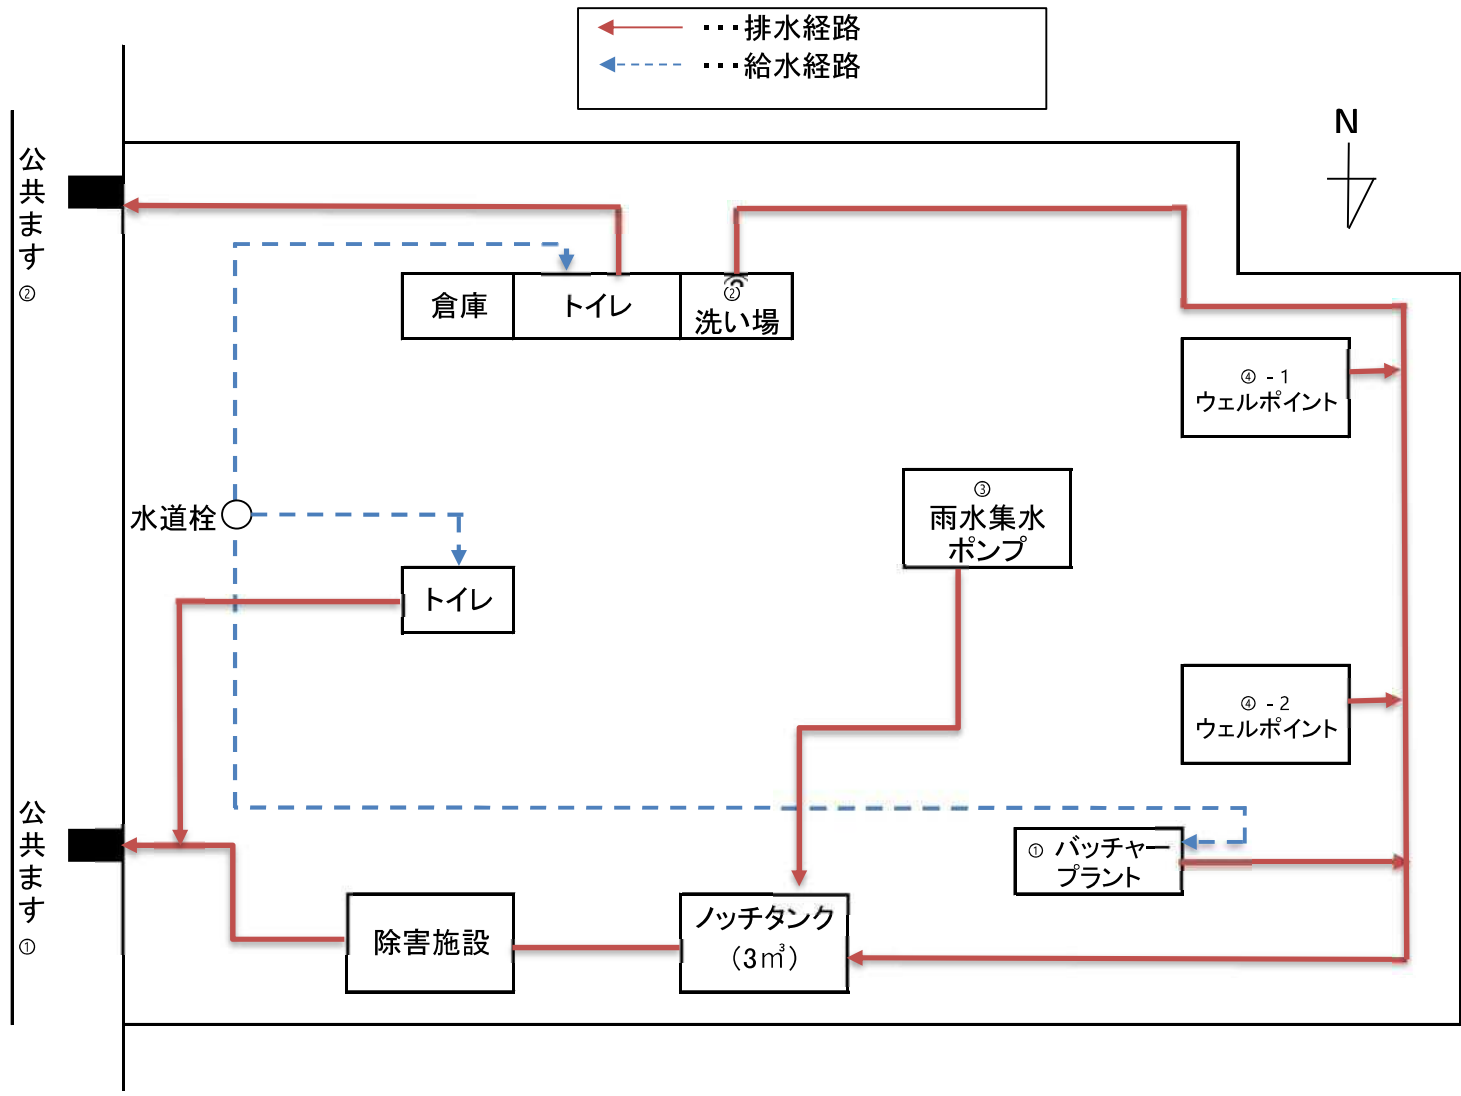 ・・・排水経路
・・・給水経路
N
公共ます②
倉庫
トイレ
②
洗い場
④ -1
ウェルポイント
③
雨水集水
ポンプ
水道栓
トイレ
④ -2
ウェルポイント
公共ます①
① バッチャー
プラント
除害施設
ノッチタンク
(3㎥)